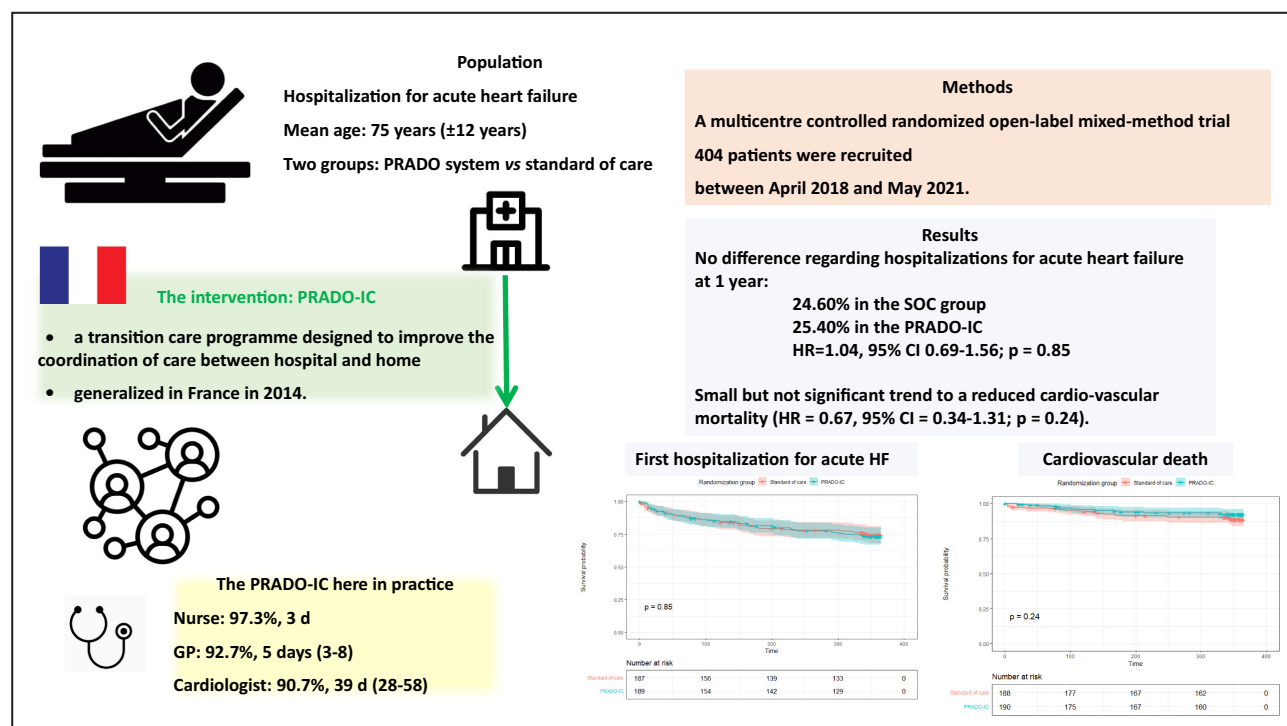 Population
Hospitalization for acute heart failure
Mean age: 75 years (±12 years)
Two groups: PRADO system vs standard of care
The intervention: PRADO-IC
• a transition care programme designed to improve the
coordination of care between hospital and home
• generalized in France in 2014.
The PRADO-IC here in practice
Nurse: 97.3%, 3 d
GP: 92.7%, 5 days (3-8)
Cardiologist: 90.7%, 39 d (28-58)
Methods
A multicentre controlled randomized open-label mixed-method trial
404 patients were recruited
between April 2018 and May 2021.
Results
No difference regarding hospitalizations for acute heart failure
at 1 year:
24.60% in the SOC group
25.40% in the PRADO-IC
HR=1.04, 95% CI 0.69-1.56; p = 0.85
Small but not significant trend to a reduced cardio-vascular
mortality (HR = 0.67, 95% CI = 0.34-1.31; p = 0.24).
First hospitalization for acute HF
Randomization group Standard of care PRADO-IC
Survival probability
1.00
0.75
0.50
0.25
0.00
p = 0.85
0 100 200 300 400
Time
Number at risk
Standard of care 187 156 139 133 0
PRADO-IC 189 154 142 129 0
Cardiovascular death
Randomization group Standard of care PRADO-IC
Survival probability
1.00
0.75
0.50
0.25
0.00
p = 0.24
0 100 200 300 400
Time
Number at risk
Standard of care 188 177 167 162 0
PRADO-IC 190 175 167 160 0